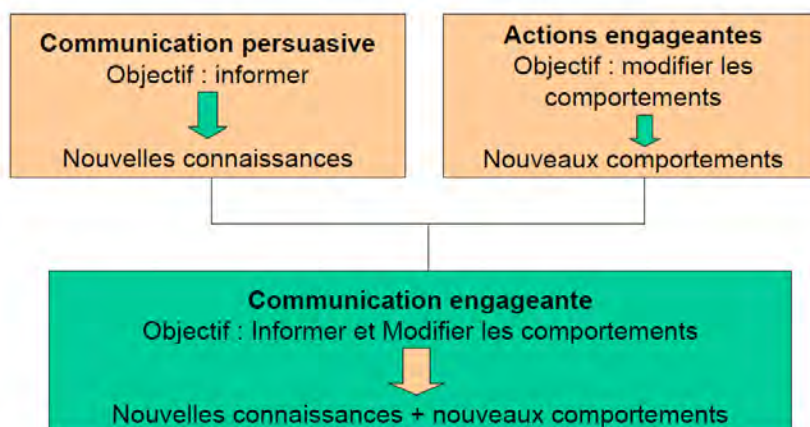 Communication persuasive
Objectif : informer
Nouvelles connaissances
Actions engageantes
Objectif : modifier les
comportements
Nouveaux comportements
Communication engageante
Objectif : Informer et Modifier les comportements
Nouvelles connaissances + nouveaux comportements